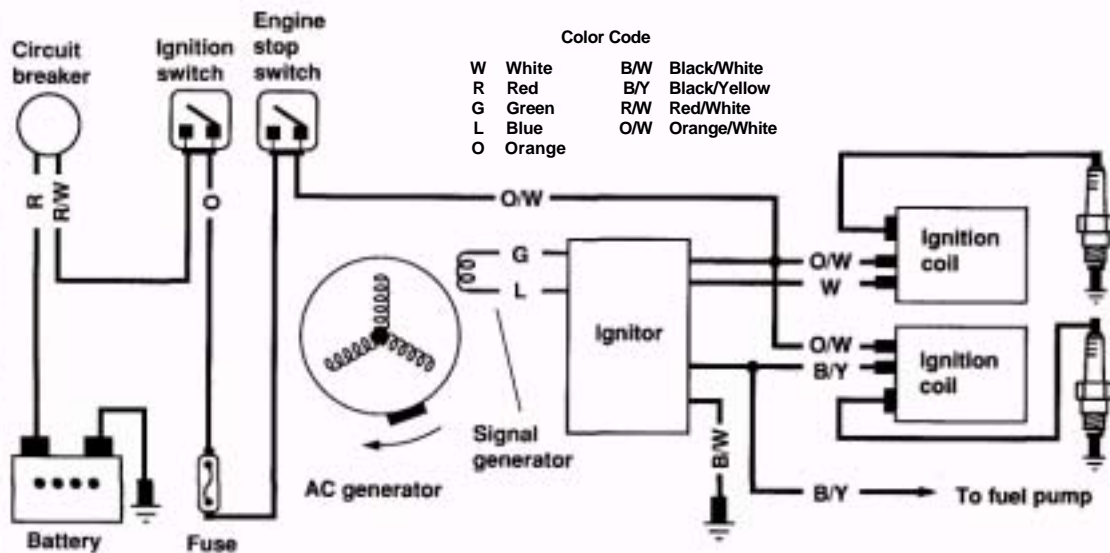 Circuit
breaker
Ignition
switch
Engine
stop
switch
Color Code
W White B/W Black/White
R Red B/Y Black/Yellow
G Green R/W Red/White
L Blue O/W Orange/White
O Orange
R
R/W
O
O/W
G
L
Ignitor
O/W
W
Ignition
coil
O/W
B/Y
Ignition
coil
Signal
generator
AC generator
B/W
B/Y
To fuel pump
Battery
Fuse